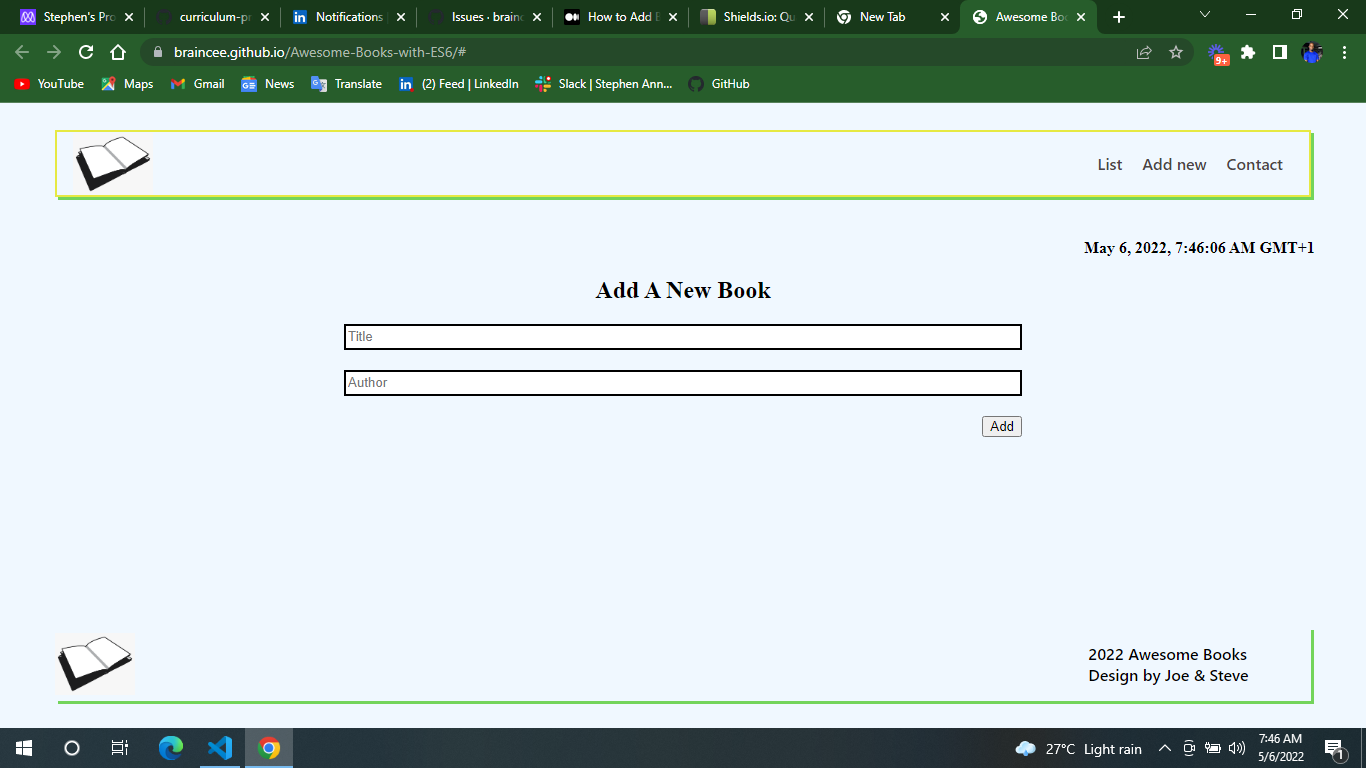 Stephen's Pro
curriculum-pr
Notifications
Issues · brainc
How to Add B
Shields.io: Qu
New Tab
Awesome Boo
braincee.github.io/Awesome-Books-with-ES6/#
9+
YouTube
Maps
Gmail
News
Translate
(2) Feed | LinkedIn
Slack | Stephen Ann...
GitHub
List Add new Contact
May 6, 2022, 7:46:06 AM GMT+1
Add A New Book
Title
Author
Add
2022 Awesome Books
Design by Joe & Steve
27°C Light rain
7:46 AM
5/6/2022
1